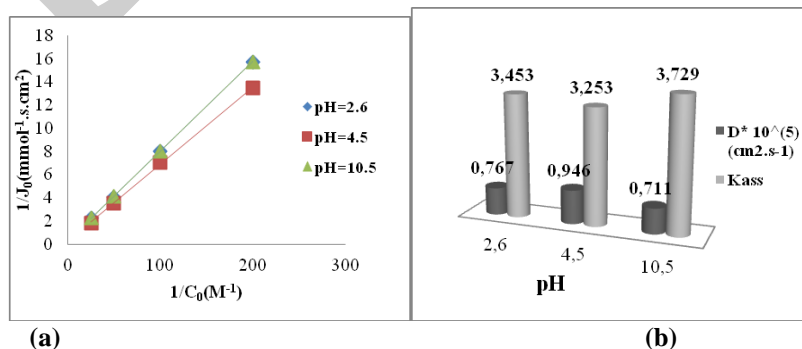 1/J₀(mmol⁻¹.s.cm²)
18
16
14
12
10
8
6
4
2
0
0
100
200
300
1/C₀(M⁻¹)
pH=2.6
pH=4.5
pH=10.5
(a)
3,453
3,253
3,729
0,767
0,946
0,711
2,6
4,5
10,5
pH
D* 10^(5)
(cm2.s-1)
Kass
(b)